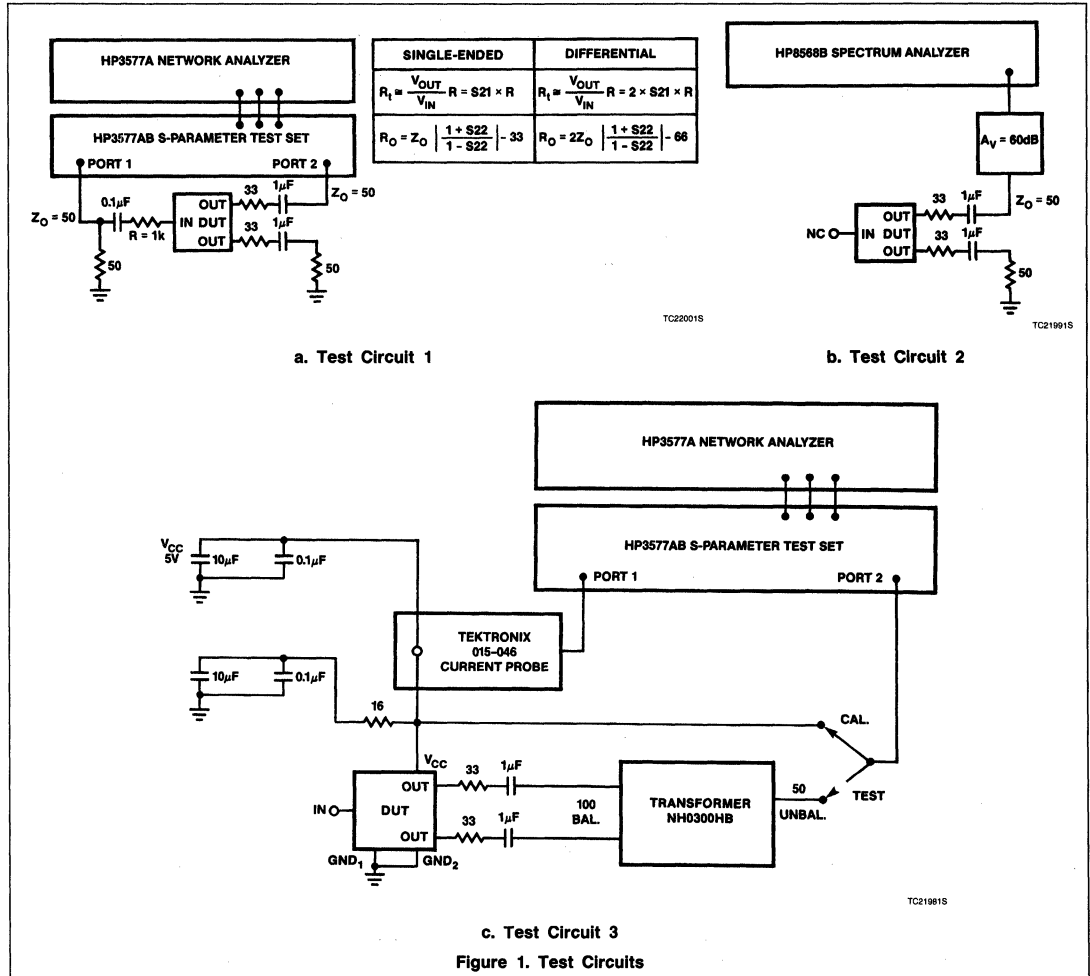 HP3577A NETWORK ANALYZER
HP3577AB S-PARAMETER TEST SET
PORT 1
PORT 2
Z_O = 50
0.1μF
R = 1k
50
IN DUT
OUT
OUT
33
1μF
33
1μF
Z_O = 50
50
SINGLE-ENDED
DIFFERENTIAL
R_t ≅ V_OUT / V_IN R = S21 × R
R_t ≅ V_OUT / V_IN R = 2 × S21 × R
R_O = Z_O | 1 + S22 / 1 - S22 | - 33
R_O = 2Z_O | 1 + S22 / 1 - S22 | - 66
TC22001S
a. Test Circuit 1
HP8568B SPECTRUM ANALYZER
A_V = 60dB
Z_O = 50
NC
IN DUT
OUT
OUT
33
1μF
33
1μF
50
TC21991S
b. Test Circuit 2
HP3577A NETWORK ANALYZER
HP3577AB S-PARAMETER TEST SET
PORT 1
PORT 2
V_CC
5V
10μF
0.1μF
TEKTRONIX
015-046
CURRENT PROBE
10μF
0.1μF
16
CAL.
V_CC
IN
DUT
OUT
OUT
33
1μF
33
1μF
100
BAL.
TRANSFORMER
NH0300HB
50
UNBAL.
TEST
GND_1
GND_2
TC21981S
c. Test Circuit 3
Figure 1. Test Circuits